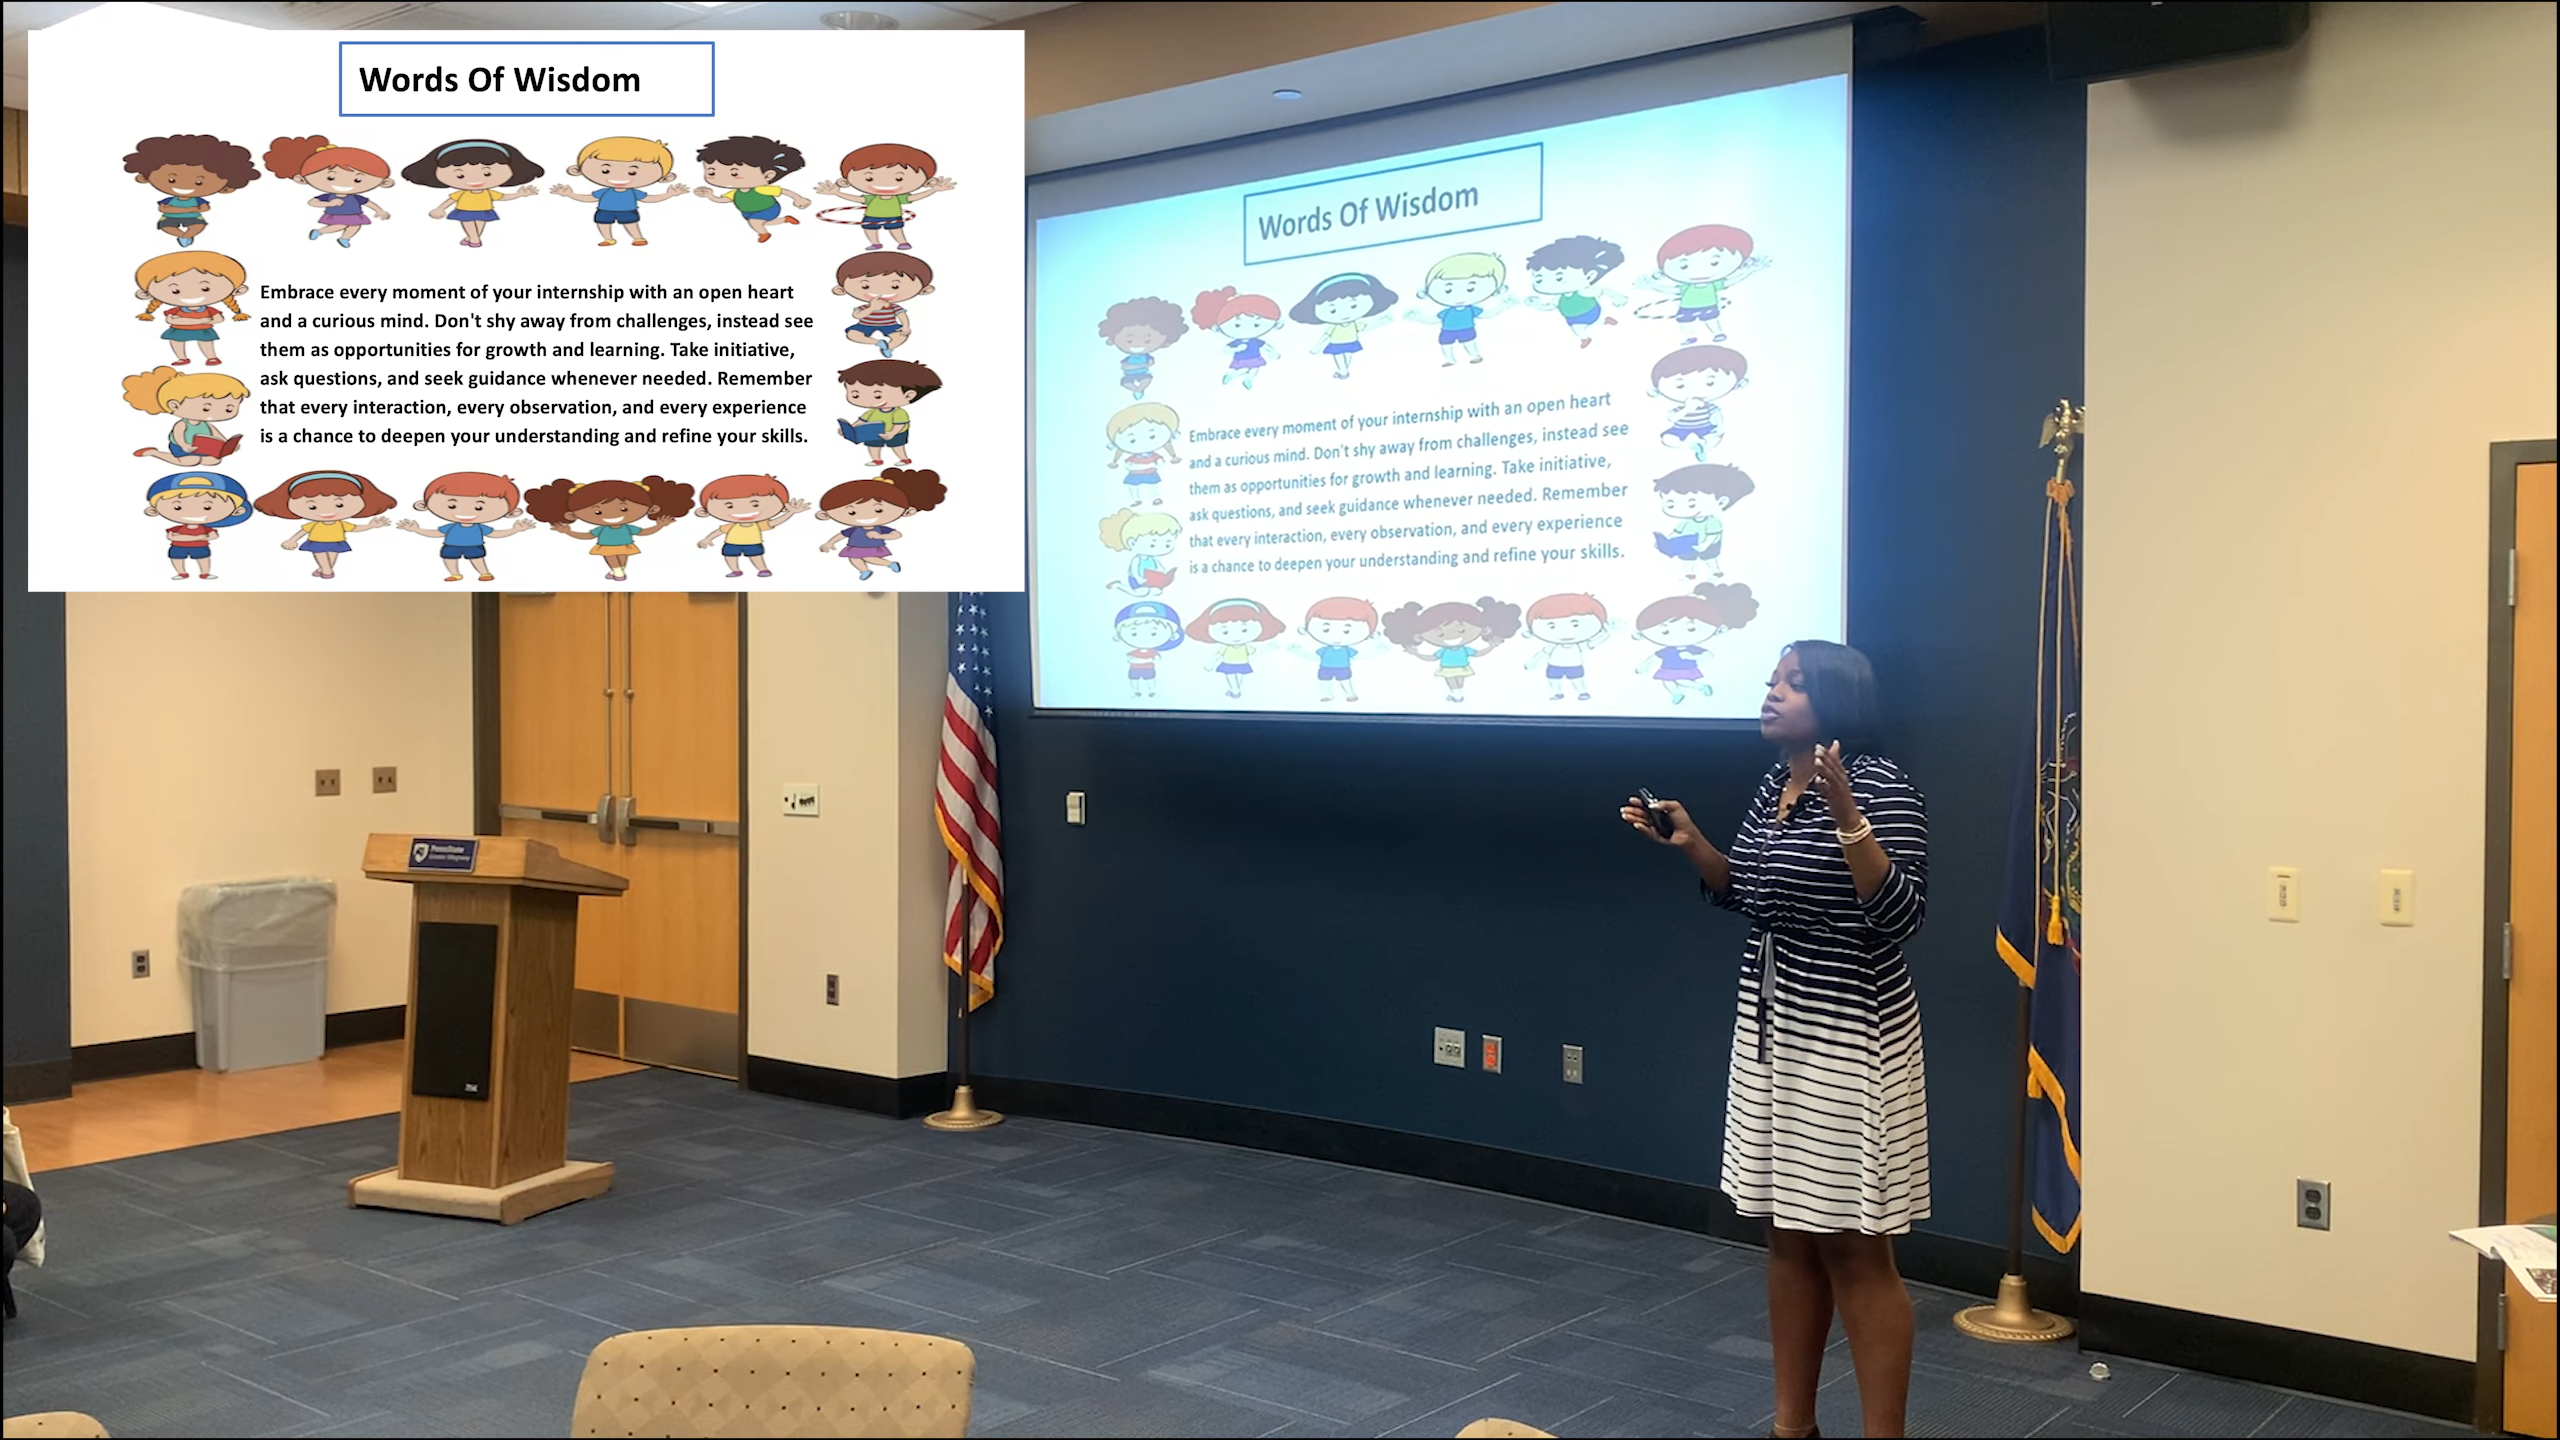 Words Of Wisdom
Embrace every moment of your internship with an open heart
and a curious mind. Don't shy away from challenges, instead see
them as opportunities for growth and learning. Take initiative,
ask questions, and seek guidance whenever needed. Remember
that every interaction, every observation, and every experience
is a chance to deepen your understanding and refine your skills.
Words Of Wisdom
Embrace every moment of your internship with an open heart
and a curious mind. Don't shy away from challenges, instead see
them as opportunities for growth and learning. Take initiative,
ask questions, and seek guidance whenever needed. Remember
that every interaction, every observation, and every experience
is a chance to deepen your understanding and refine your skills.
PennState